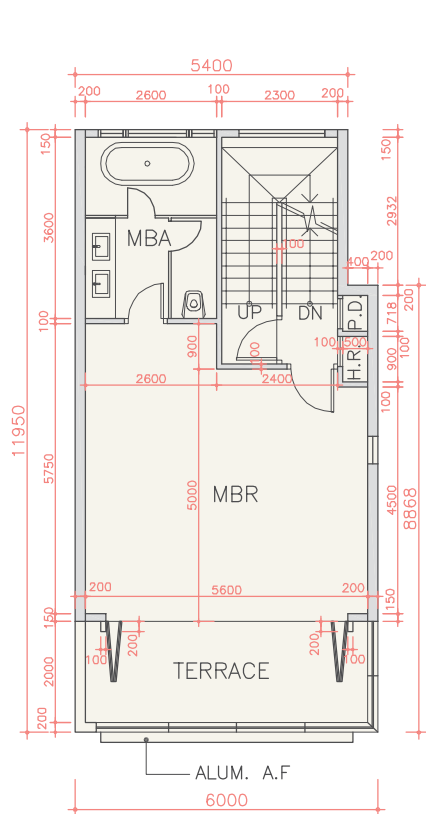 5400
200 2600 100 2300 200
150 150
3600 2932
MBA
100
400 200
UP DN P.D. 718 200
100 900 100
100 500 H.R. 900 100
2600 2400
100
11950
5750 5000 MBR 4500 8868
200 5600 200
150 150
200 200
100 100
2000 TERRACE
200
ALUM. A.F
6000